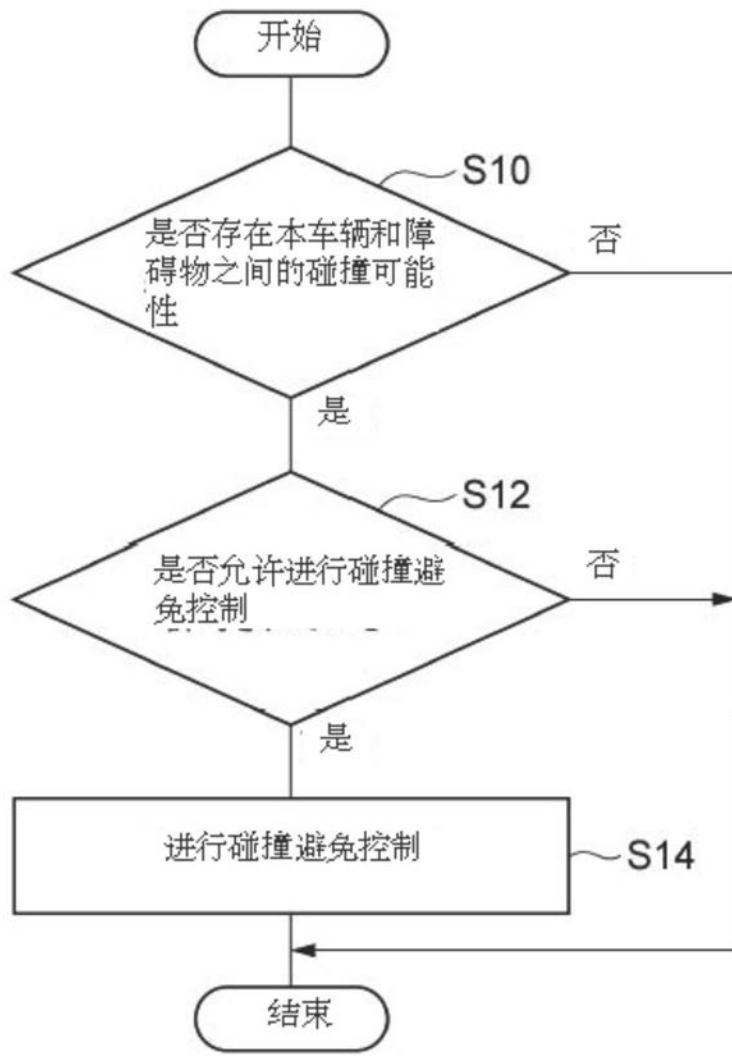 开始
S10
是否存在本车辆和障
碍物之间的碰撞可能
性
否
是
S12
是否允许进行碰撞避
免控制
否
是
进行碰撞避免控制
S14
结束